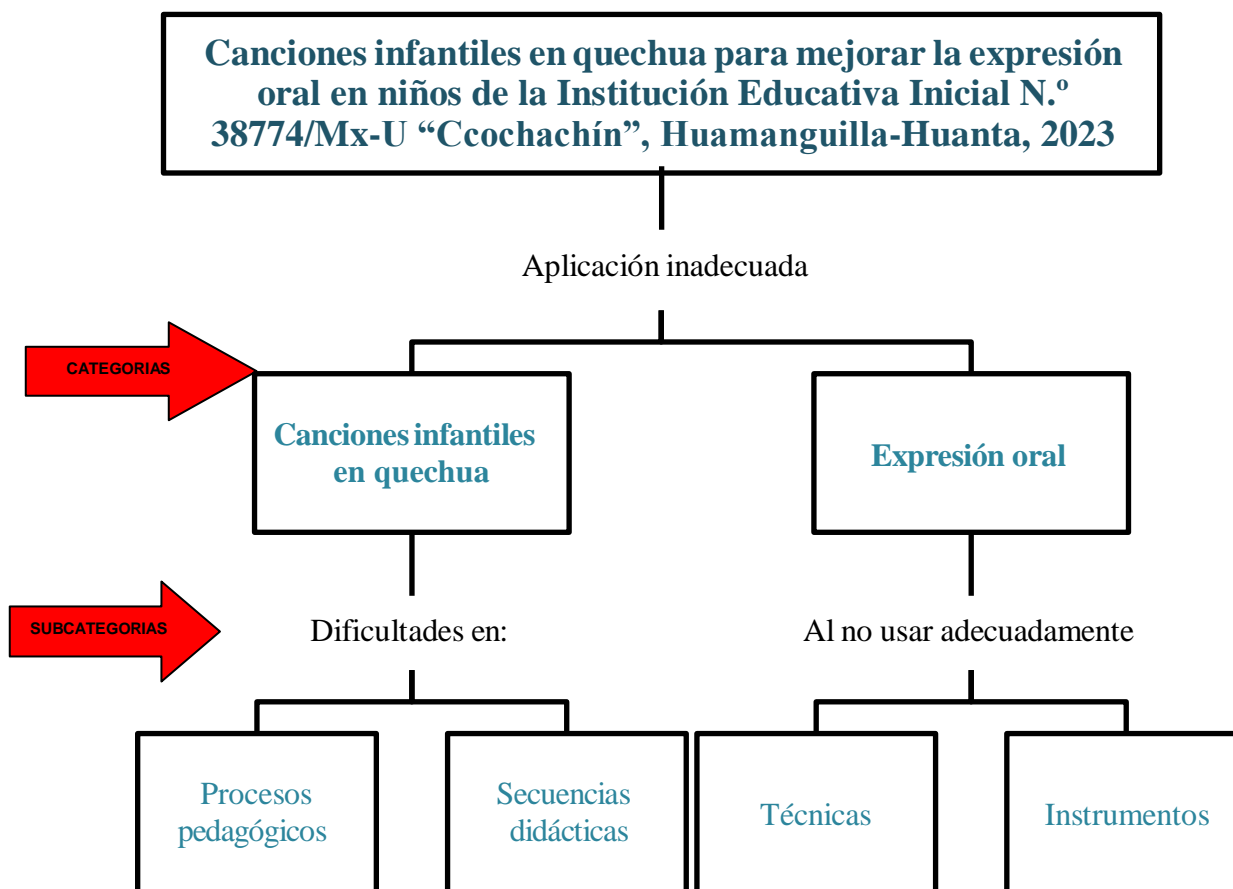 Canciones infantiles en quechua para mejorar la expresión
oral en niños de la Institución Educativa Inicial N.º
38774/Mx-U “Ccochachín”, Huamanguilla-Huanta, 2023
Aplicación inadecuada
CATEGORIAS
Canciones infantiles
en quechua
Expresión oral
SUBCATEGORIAS
Dificultades en:
Al no usar adecuadamente
Procesos
pedagógicos
Secuencias
didácticas
Técnicas
Instrumentos